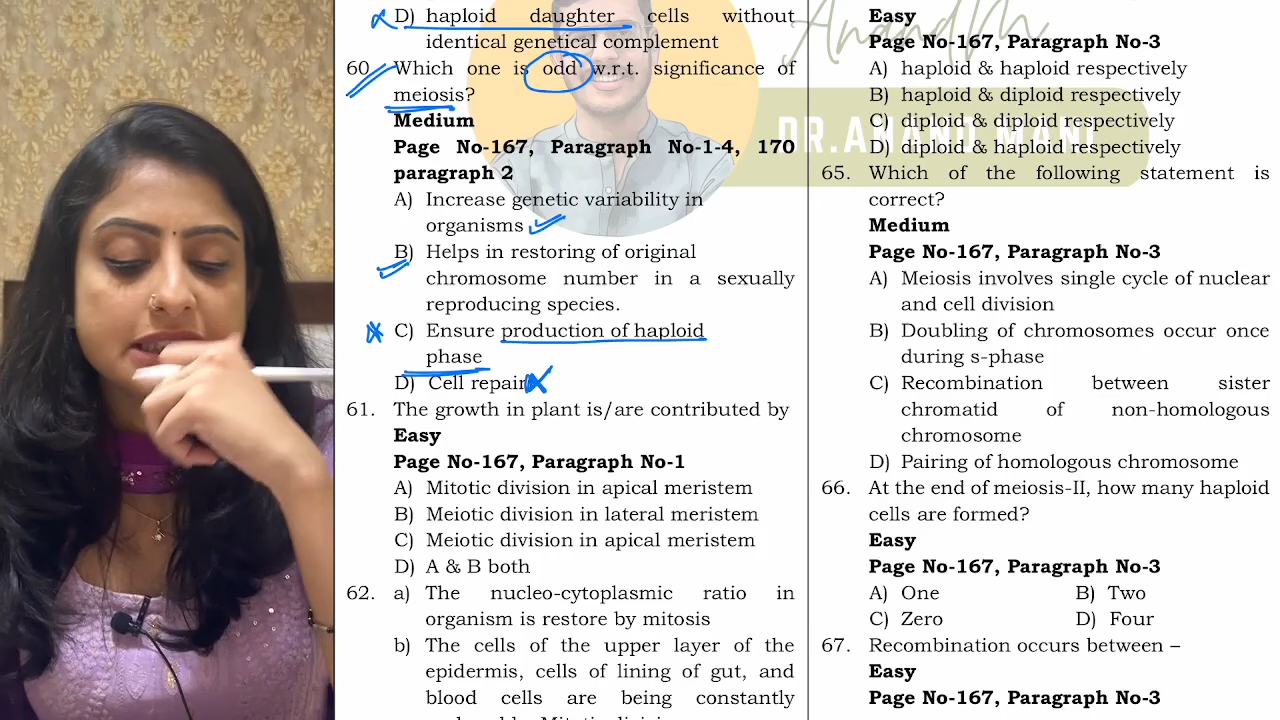 D) haploid daughter cells without
identical genetical complement
60. Which one is odd w.r.t. significance of
meiosis?
Medium
Page No-167, Paragraph No-1-4, 170
paragraph 2
A) Increase genetic variability in
organisms
B) Helps in restoring of original
chromosome number in a sexually
reproducing species.
C) Ensure production of haploid
phase
D) Cell repair
61. The growth in plant is/are contributed by
Easy
Page No-167, Paragraph No-1
A) Mitotic division in apical meristem
B) Meiotic division in lateral meristem
C) Meiotic division in apical meristem
D) A & B both
62. a) The nucleo-cytoplasmic ratio in
organism is restore by mitosis
b) The cells of the upper layer of the
epidermis, cells of lining of gut, and
blood cells are being constantly
Easy
Page No-167, Paragraph No-3
A) haploid & haploid respectively
B) haploid & diploid respectively
C) diploid & diploid respectively
D) diploid & haploid respectively
65. Which of the following statement is
correct?
Medium
Page No-167, Paragraph No-3
A) Meiosis involves single cycle of nuclear
and cell division
B) Doubling of chromosomes occur once
during s-phase
C) Recombination between sister
chromatid of non-homologous
chromosome
D) Pairing of homologous chromosome
66. At the end of meiosis-II, how many haploid
cells are formed?
Easy
Page No-167, Paragraph No-3
A) One B) Two
C) Zero D) Four
67. Recombination occurs between –
Easy
Page No-167, Paragraph No-3
Anand M
DR.ANAND MANI